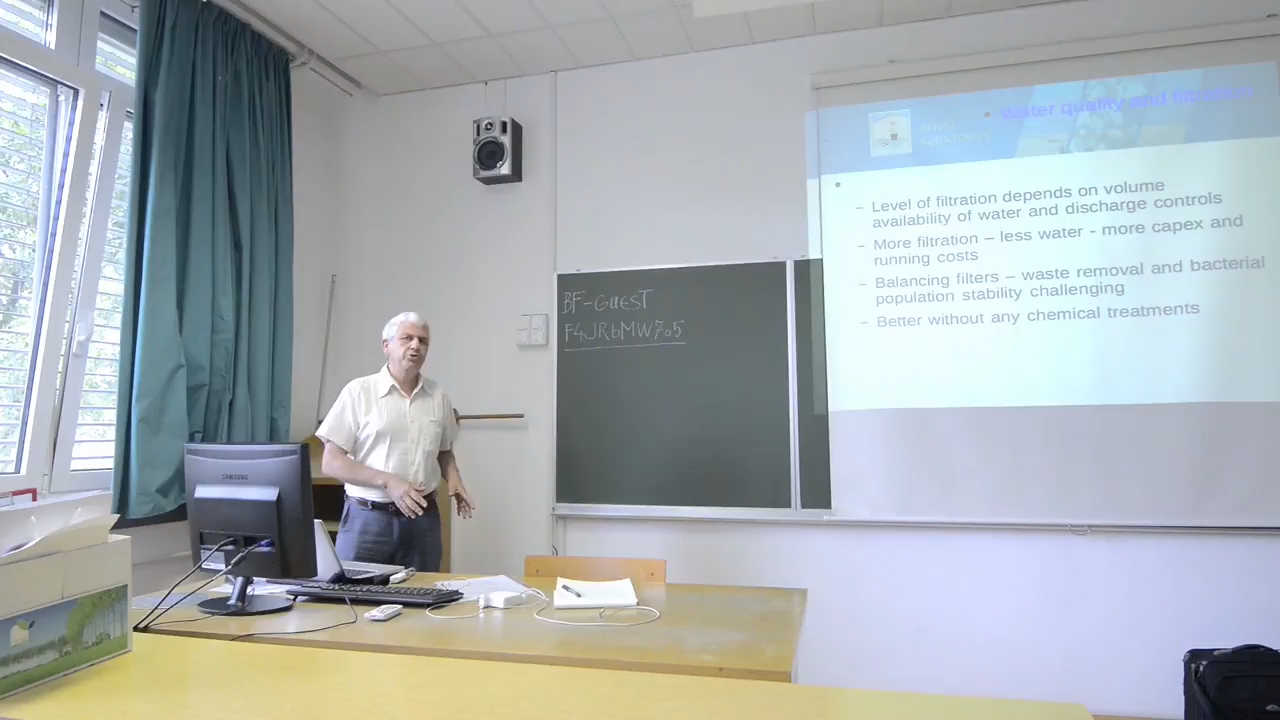 Water quality and filtration
Level of filtration depends on volume
availability of water and discharge controls
More filtration – less water - more capex and
running costs
Balancing filters – waste removal and bacterial
population stability challenging
Better without any chemical treatments
BF-GUEST
F4JRbMW7o5
SAMSUNG